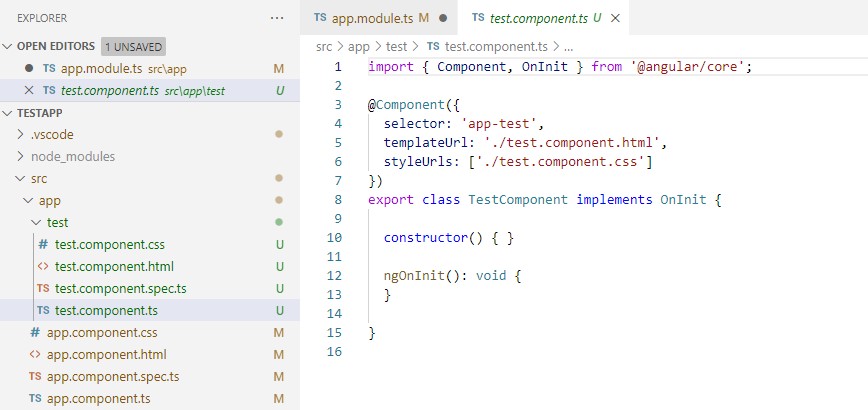 EXPLORER ···
OPEN EDITORS 1 UNSAVED
● TS app.module.ts src\app M
× TS test.component.ts src\app\test U
TESTAPP
.vscode
node_modules
src
app
test
# test.component.css U
<> test.component.html U
TS test.component.spec.ts U
TS test.component.ts U
# app.component.css M
<> app.component.html M
TS app.component.spec.ts M
TS app.component.ts M
TS app.module.ts M ● TS test.component.ts U ×
src > app > test > TS test.component.ts > ...
1 import { Component, OnInit } from '@angular/core';
2
3 @Component({
4   selector: 'app-test',
5   templateUrl: './test.component.html',
6   styleUrls: ['./test.component.css']
7 })
8 export class TestComponent implements OnInit {
9
10   constructor() { }
11
12   ngOnInit(): void {
13   }
14
15 }
16